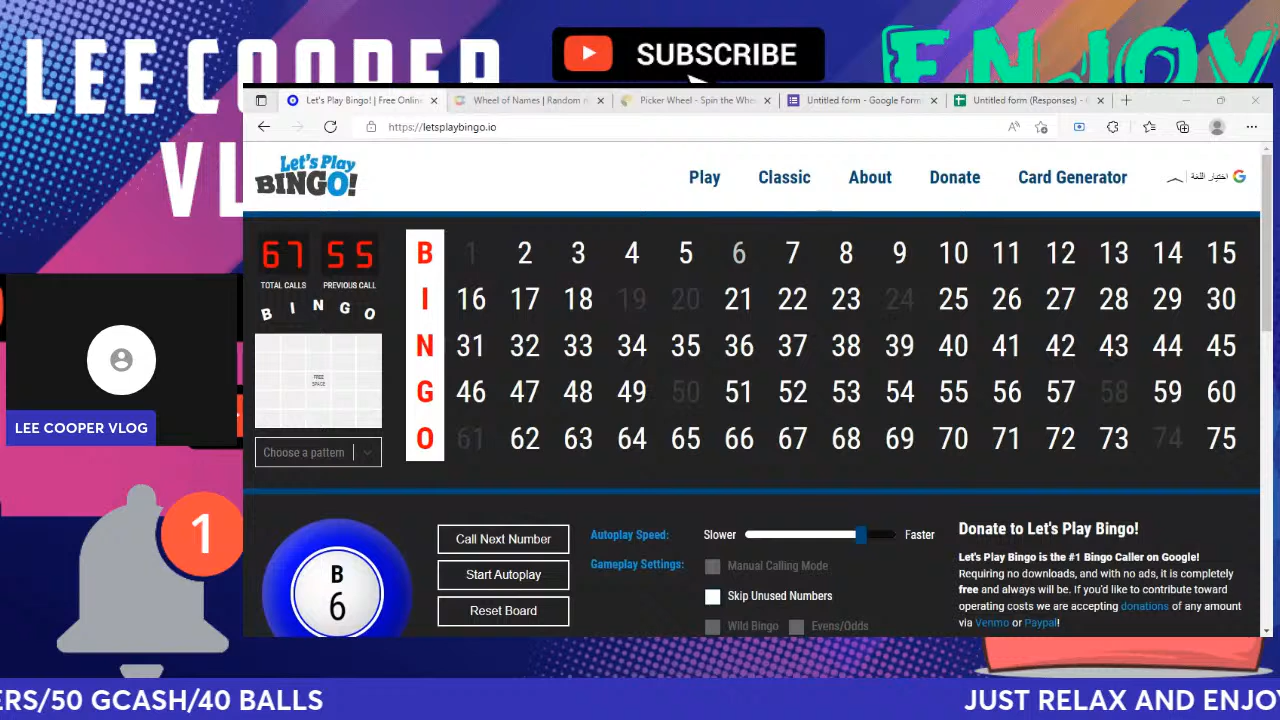 LEE COOPER
VL
SUBSCRIBE
ENJOY
Let's Play Bingo! | Free Online
Wheel of Names | Random
Picker Wheel - Spin the Whe
Untitled form - Google Form
Untitled form (Responses) -
https://letsplaybingo.io
Let's Play
BINGO!
Play
Classic
About
Donate
Card Generator
اختيار اللغة
67 55
TOTAL CALLS PREVIOUS CALL
B I N G O
FREE
SPACE
Choose a pattern
B 1 2 3 4 5 6 7 8 9 10 11 12 13 14 15
I 16 17 18 19 20 21 22 23 24 25 26 27 28 29 30
N 31 32 33 34 35 36 37 38 39 40 41 42 43 44 45
G 46 47 48 49 50 51 52 53 54 55 56 57 58 59 60
O 61 62 63 64 65 66 67 68 69 70 71 72 73 74 75
LEE COOPER VLOG
1
B
6
Call Next Number
Start Autoplay
Reset Board
Autoplay Speed: Slower Faster
Gameplay Settings: Manual Calling Mode
Skip Unused Numbers
Wild Bingo Evens/Odds
Donate to Let's Play Bingo!
Let's Play Bingo is the #1 Bingo Caller on Google!
Requiring no downloads, and with no ads, it is completely
free and always will be. If you'd like to contribute toward
operating costs we are accepting donations of any amount
via Venmo or Paypal!
ERS/50 GCASH/40 BALLS
JUST RELAX AND ENJOY